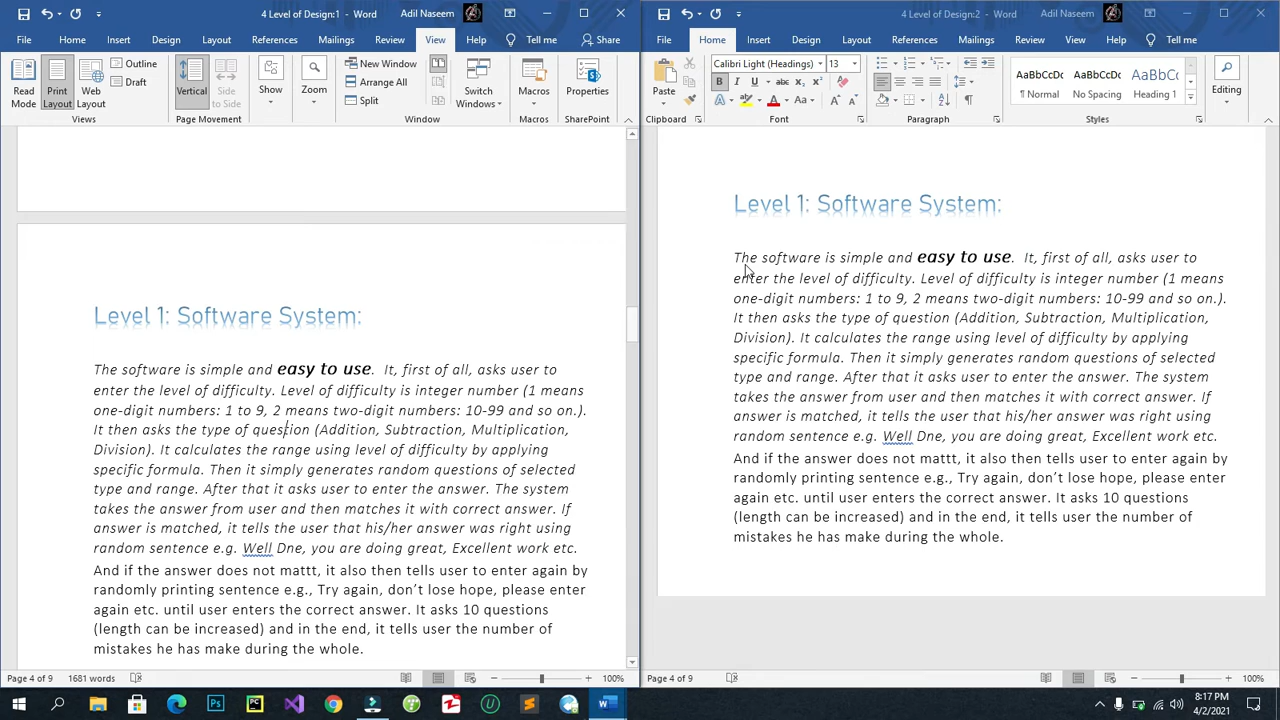 4 Level of Design:1 - Word
Adil Naseem
File Home Insert Design Layout References Mailings Review View Help Tell me Share
Read Mode
Print Layout
Web Layout
Outline
Draft
Views
Vertical
Side to Side
Page Movement
Show
Zoom
New Window
Arrange All
Split
Switch Windows
Window
Macros
Macros
Properties
SharePoint
Level 1: Software System:
The software is simple and easy to use. It, first of all, asks user to
enter the level of difficulty. Level of difficulty is integer number (1 means
one-digit numbers: 1 to 9, 2 means two-digit numbers: 10-99 and so on.).
It then asks the type of question (Addition, Subtraction, Multiplication,
Division). It calculates the range using level of difficulty by applying
specific formula. Then it simply generates random questions of selected
type and range. After that it asks user to enter the answer. The system
takes the answer from user and then matches it with correct answer. If
answer is matched, it tells the user that his/her answer was right using
random sentence e.g. Well Dne, you are doing great, Excellent work etc.
And if the answer does not mattt, it also then tells user to enter again by
randomly printing sentence e.g., Try again, don't lose hope, please enter
again etc. until user enters the correct answer. It asks 10 questions
(length can be increased) and in the end, it tells user the number of
mistakes he has make during the whole.
Page 4 of 9 1681 words 100%
4 Level of Design:2 - Word
Adil Naseem
File Home Insert Design Layout References Mailings Review View Help Tell me
Paste
Clipboard
Calibri Light (Headings) 13
B I U abc X₂ X²
A A Aa A A
Font
Paragraph
AaBbCcDc AaBbCcDc AaBbCcD
¶ Normal No Spacing Heading 1
Styles
Editing
Level 1: Software System:
The software is simple and easy to use. It, first of all, asks user to
enter the level of difficulty. Level of difficulty is integer number (1 means
one-digit numbers: 1 to 9, 2 means two-digit numbers: 10-99 and so on.).
It then asks the type of question (Addition, Subtraction, Multiplication,
Division). It calculates the range using level of difficulty by applying
specific formula. Then it simply generates random questions of selected
type and range. After that it asks user to enter the answer. The system
takes the answer from user and then matches it with correct answer. If
answer is matched, it tells the user that his/her answer was right using
random sentence e.g. Well Dne, you are doing great, Excellent work etc.
And if the answer does not mattt, it also then tells user to enter again by
randomly printing sentence e.g., Try again, don't lose hope, please enter
again etc. until user enters the correct answer. It asks 10 questions
(length can be increased) and in the end, it tells user the number of
mistakes he has make during the whole.
Page 4 of 9 100%
8:17 PM
4/2/2021